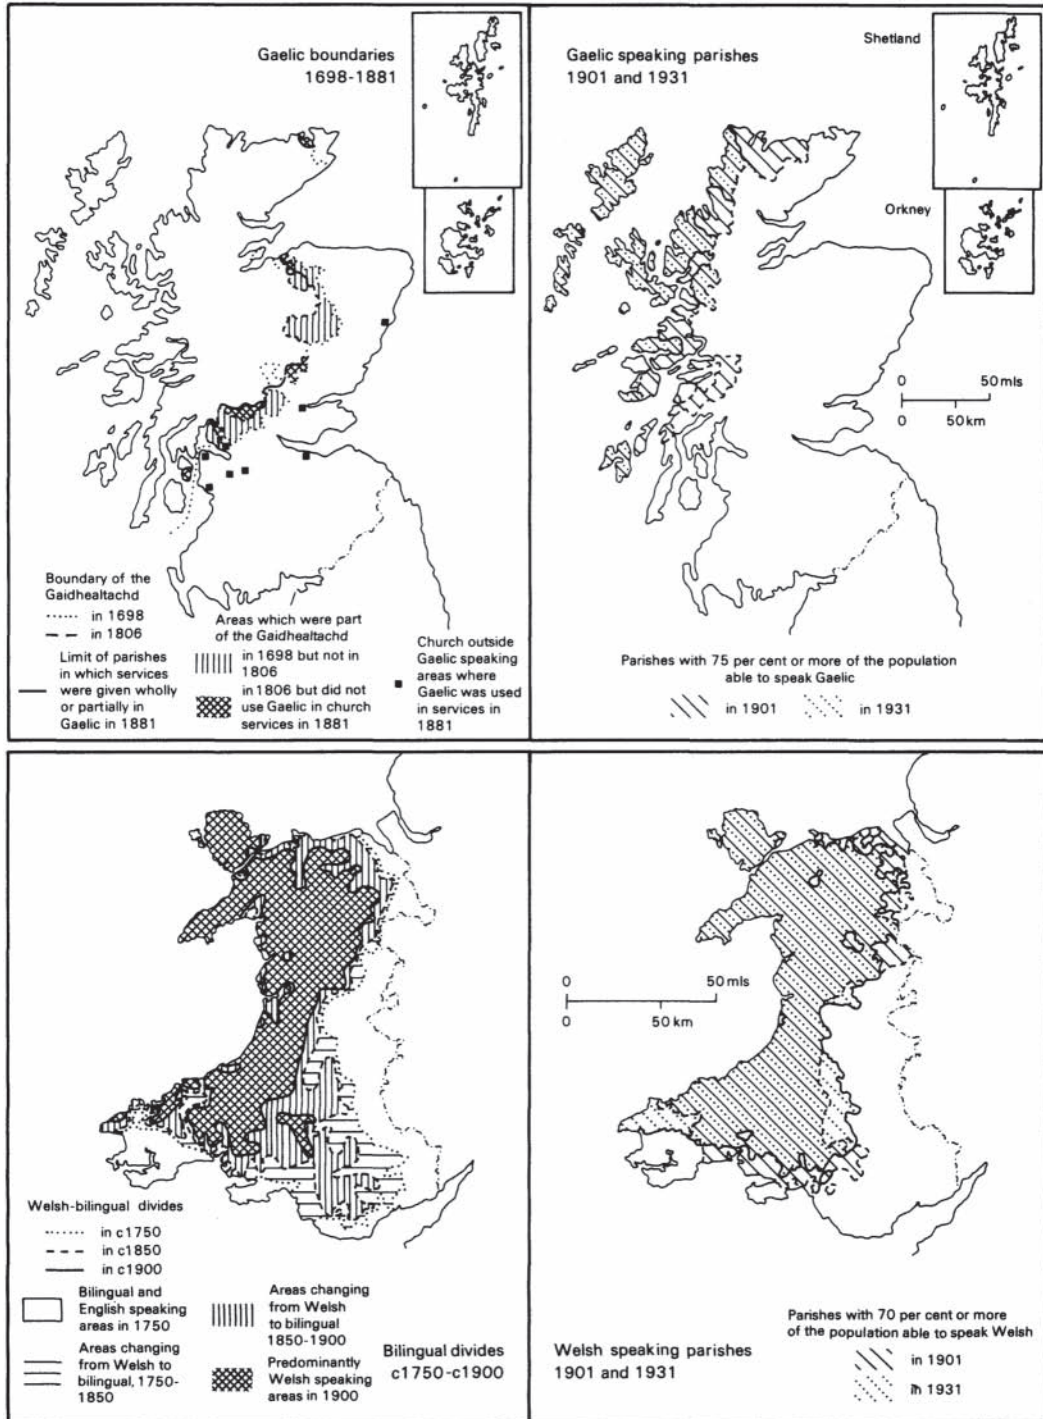 Gaelic boundaries
1698-1881
Boundary of the
Gaidhealtachd
in 1698
in 1806
Limit of parishes
in which services
were given wholly
or partially in
Gaelic in 1881
Areas which were part
of the Gaidhealtachd
in 1698 but not in
1806
in 1806 but did not
use Gaelic in church
services in 1881
Church outside
Gaelic speaking
areas where
Gaelic was used
in services in
1881
Gaelic speaking parishes
1901 and 1931
Shetland
Orkney
0 50 mls
0 50 km
Parishes with 75 per cent or more of the population
able to speak Gaelic
in 1901
in 1931
Welsh-bilingual divides
in c1750
in c1850
in c1900
Bilingual and
English speaking
areas in 1750
Areas changing
from Welsh to
bilingual, 1750-
1850
Areas changing
from Welsh
to bilingual
1850-1900
Predominantly
Welsh speaking
areas in 1900
Bilingual divides
c1750-c1900
0 50 mls
0 50 km
Welsh speaking parishes
1901 and 1931
Parishes with 70 per cent or more
of the population able to speak Welsh
in 1901
in 1931